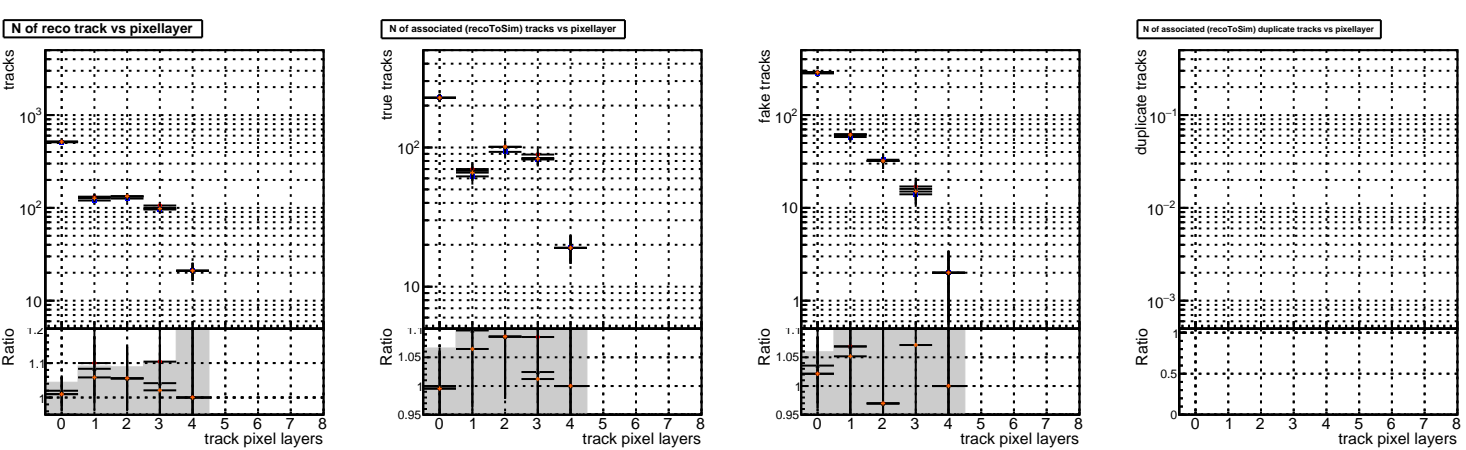 N of reco track vs pixellayer
tracks
10³
10²
10
Ratio
1.2
1.1
1
0 1 2 3 4 5 6 7 8
track pixel layers
N of associated (recoToSim) tracks vs pixellayer
true tracks
10²
10
Ratio
1.1
1.05
1
0.95
0 1 2 3 4 5 6 7 8
track pixel layers
fake tracks
10²
10
1
Ratio
1.1
1.05
1
0.95
0 1 2 3 4 5 6 7 8
track pixel layers
N of associated (recoToSim) duplicate tracks vs pixellayer
duplicate tracks
10⁻¹
10⁻²
10⁻³
Ratio
1
0.5
0
0 1 2 3 4 5 6 7 8
track pixel layers